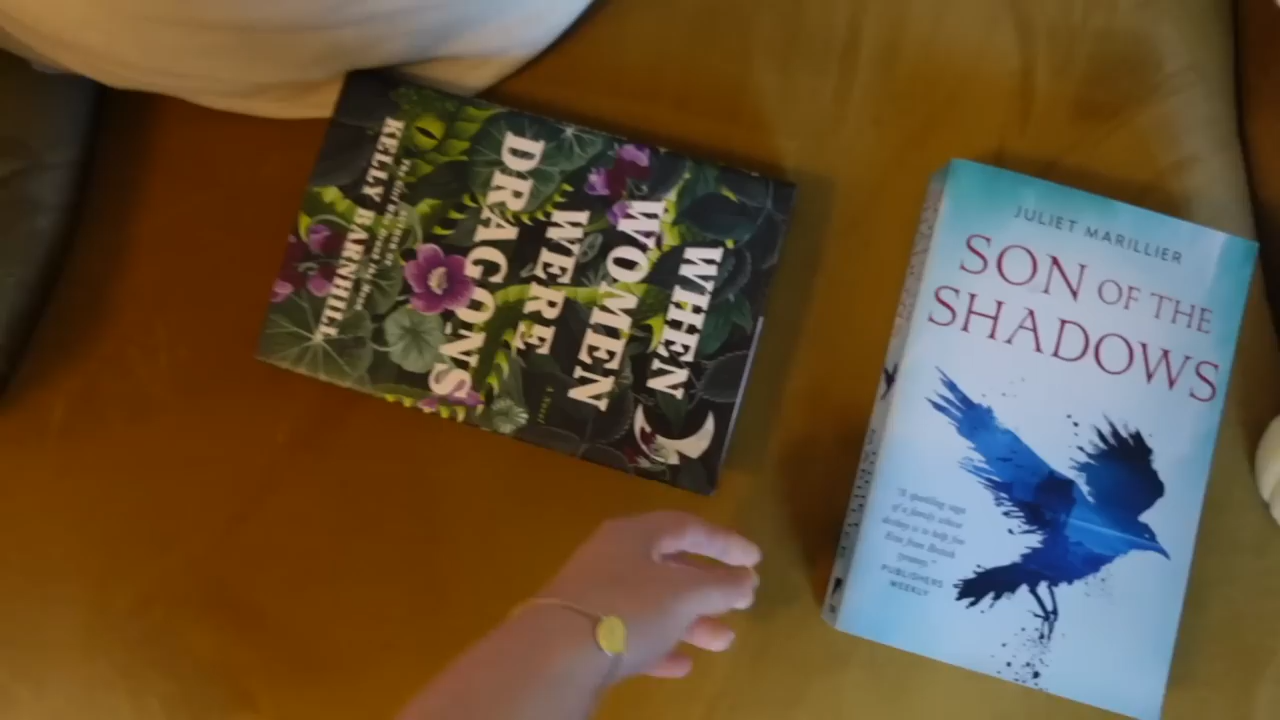 WHEN
WOMEN
WERE
DRAGONS
KELLY BARNHILL
JULIET MARILLIER
SON OF THE
SHADOWS
"A sparkling saga
of a family whose
destiny is to help free
Erin from British
tyranny."
PUBLISHERS
WEEKLY